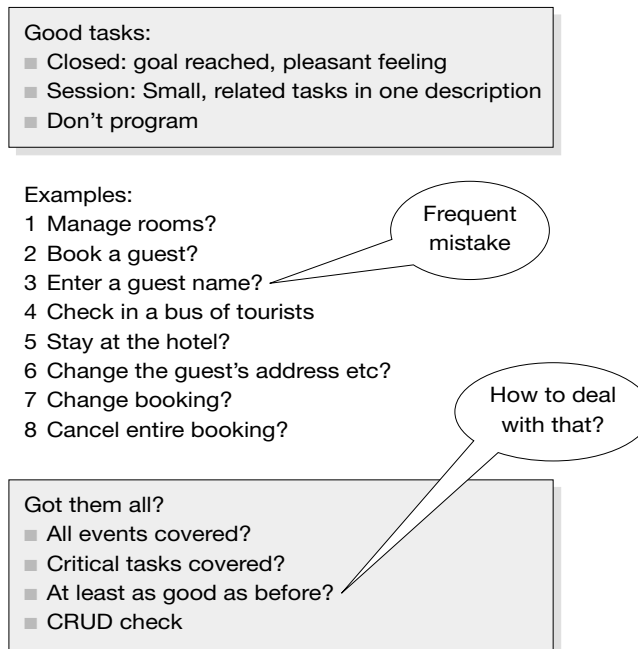 Good tasks:
■ Closed: goal reached, pleasant feeling
■ Session: Small, related tasks in one description
■ Don't program
Examples:
1 Manage rooms?
2 Book a guest?
3 Enter a guest name?
4 Check in a bus of tourists
5 Stay at the hotel?
6 Change the guest's address etc?
7 Change booking?
8 Cancel entire booking?
Frequent
mistake
How to deal
with that?
Got them all?
■ All events covered?
■ Critical tasks covered?
■ At least as good as before?
■ CRUD check